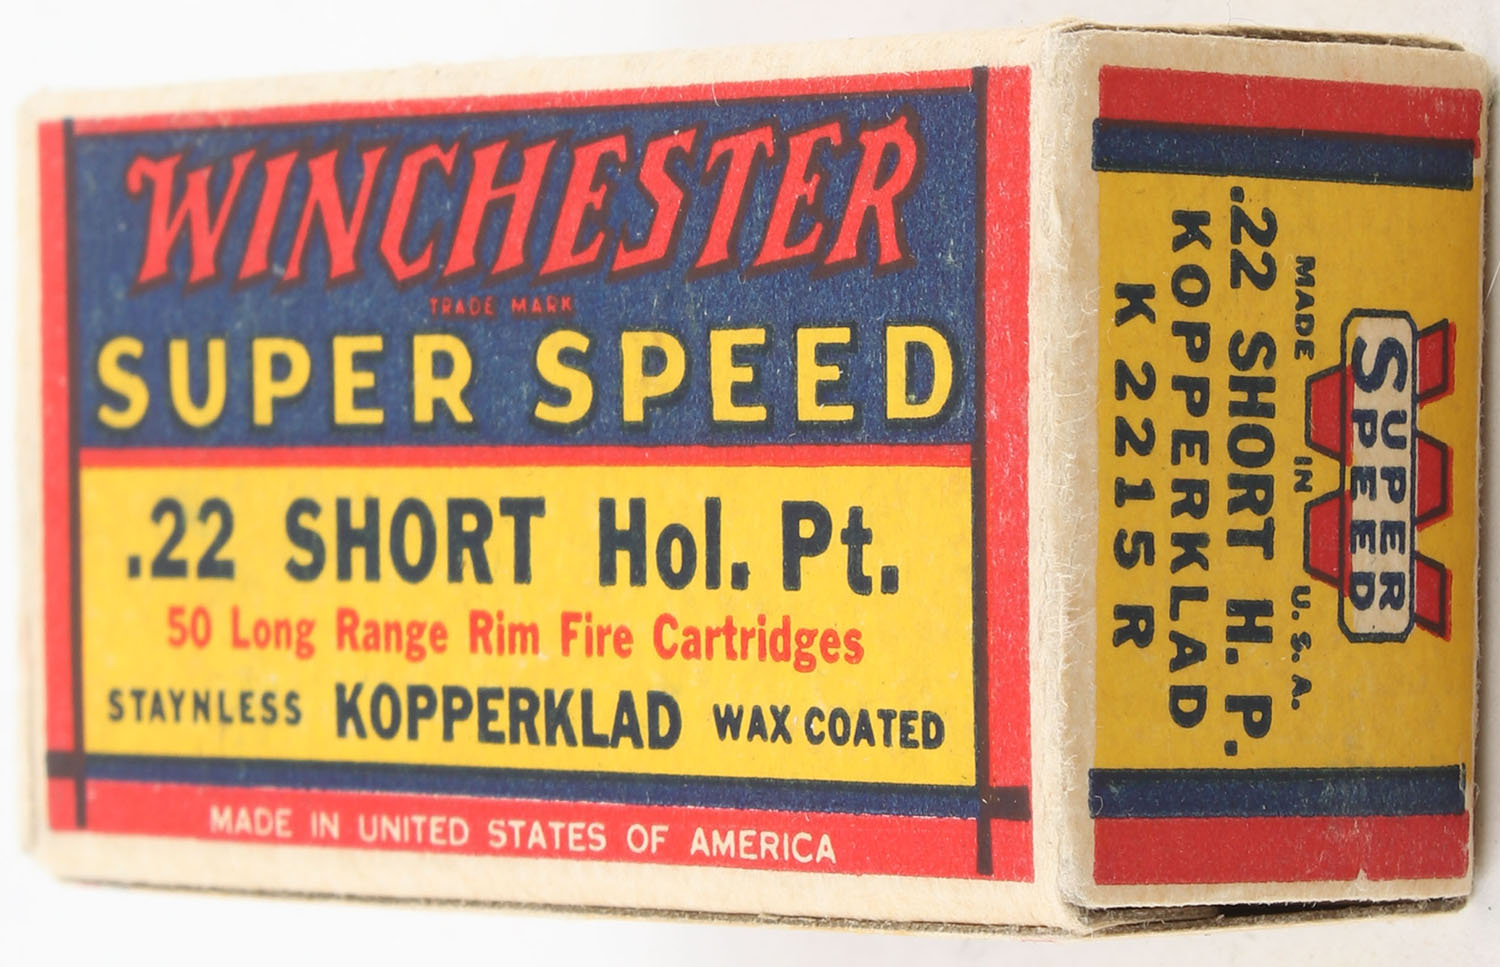 WINCHESTER
TRADE MARK
SUPER SPEED
.22 SHORT Hol. Pt.
50 Long Range Rim Fire Cartridges
STAYNLESS KOPPERKLAD WAX COATED
MADE IN UNITED STATES OF AMERICA
SUPER
SPEED
MADE IN U.S.A.
.22 SHORT H. P.
KOPPERKLAD
K 2215 R